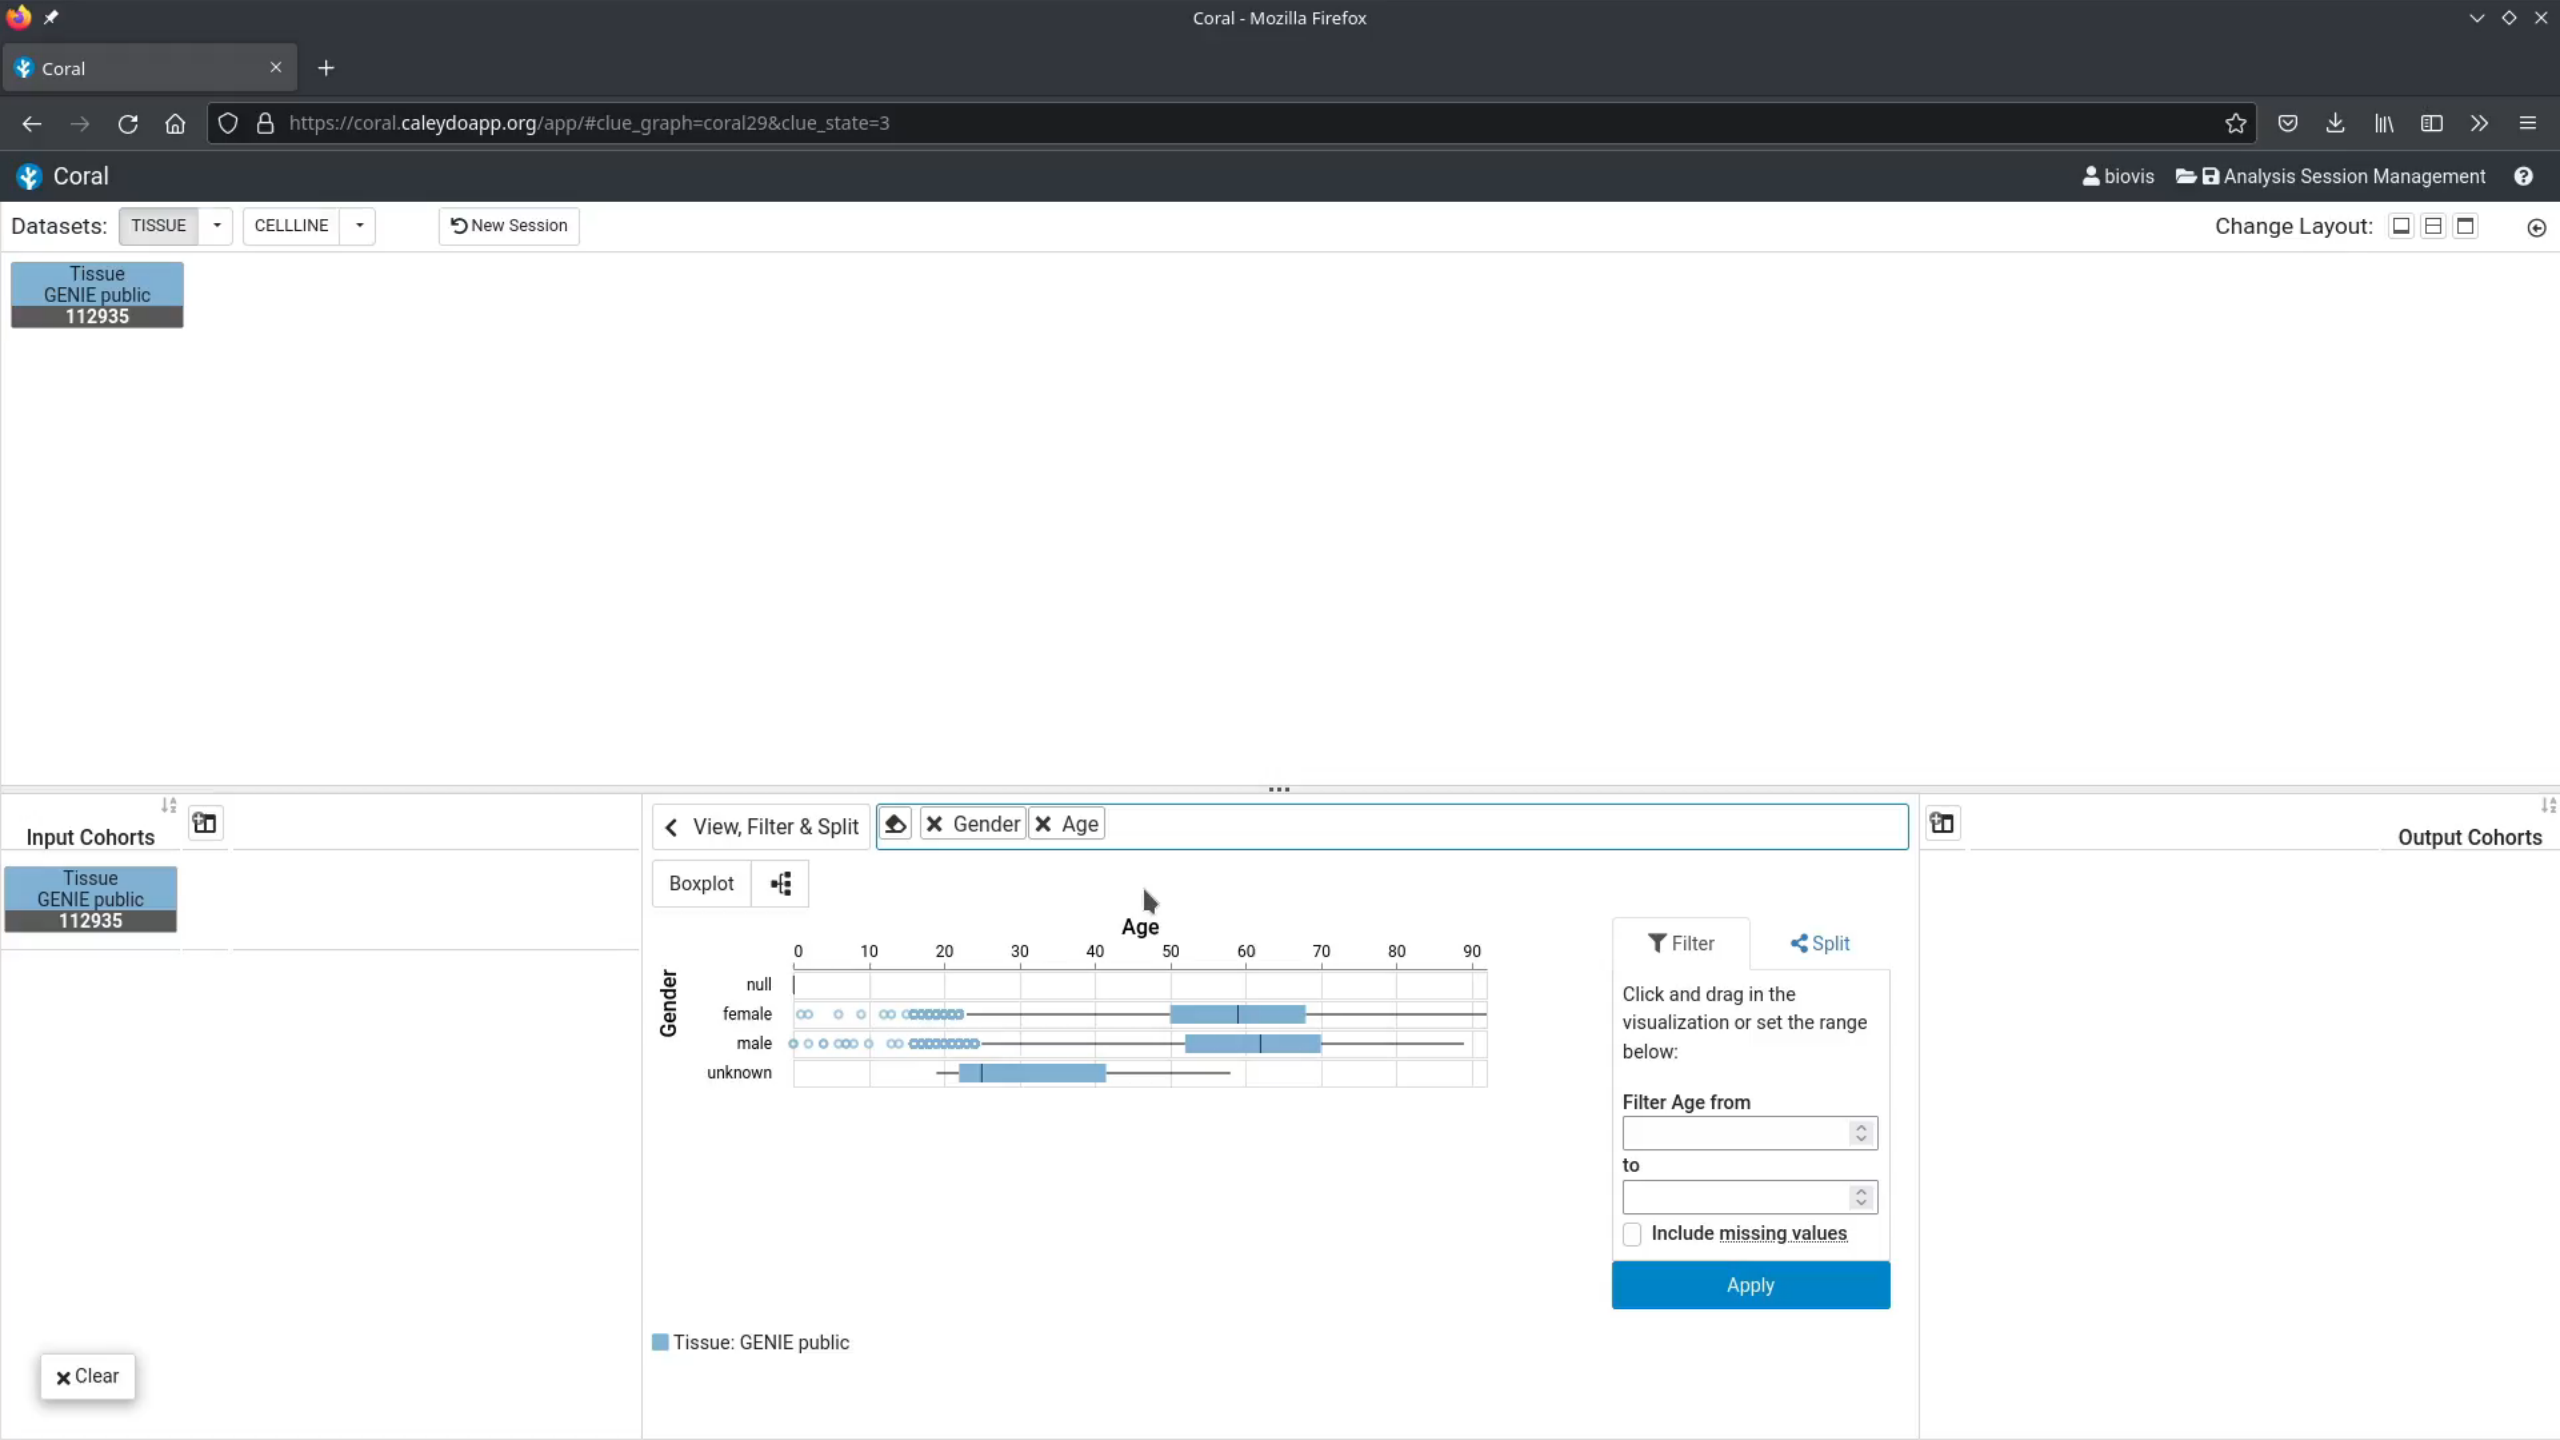 Coral - Mozilla Firefox
Coral
https://coral.caleydoapp.org/app/#clue_graph=coral29&clue_state=3
Coral
biovis
Analysis Session Management
Datasets:
TISSUE
CELLLINE
New Session
Change Layout:
Tissue
GENIE public
112935
Input Cohorts
Tissue
GENIE public
112935
Clear
View, Filter & Split
Gender
Age
Boxplot
Age
0 10 20 30 40 50 60 70 80 90
Gender
null
female
male
unknown
Tissue: GENIE public
Filter
Split
Click and drag in the
visualization or set the range
below:
Filter Age from
to
Include missing values
Apply
Output Cohorts